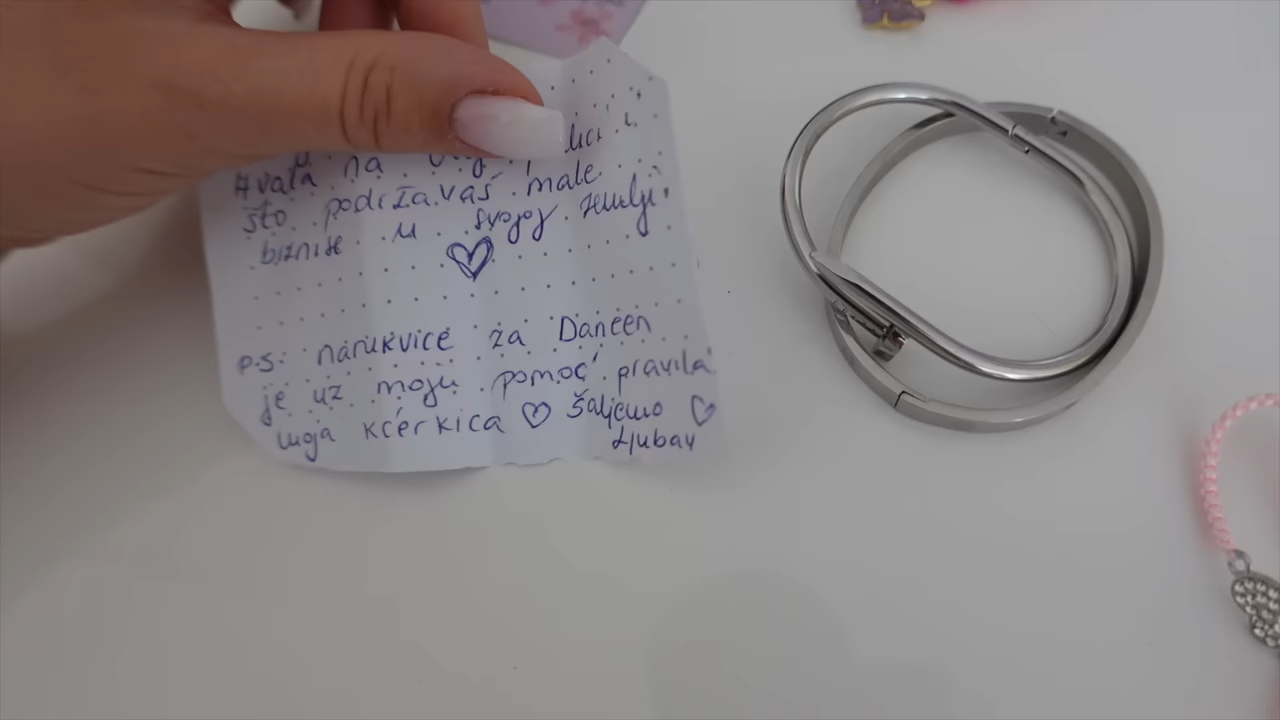 Hvala na
što podržavaš male
biznise u svojoj zemlji
P.S: narukvice za Daneen
je uz moju pomoć pravila
moja kćerkica ♡ Šaljemo ♡
Ljubav